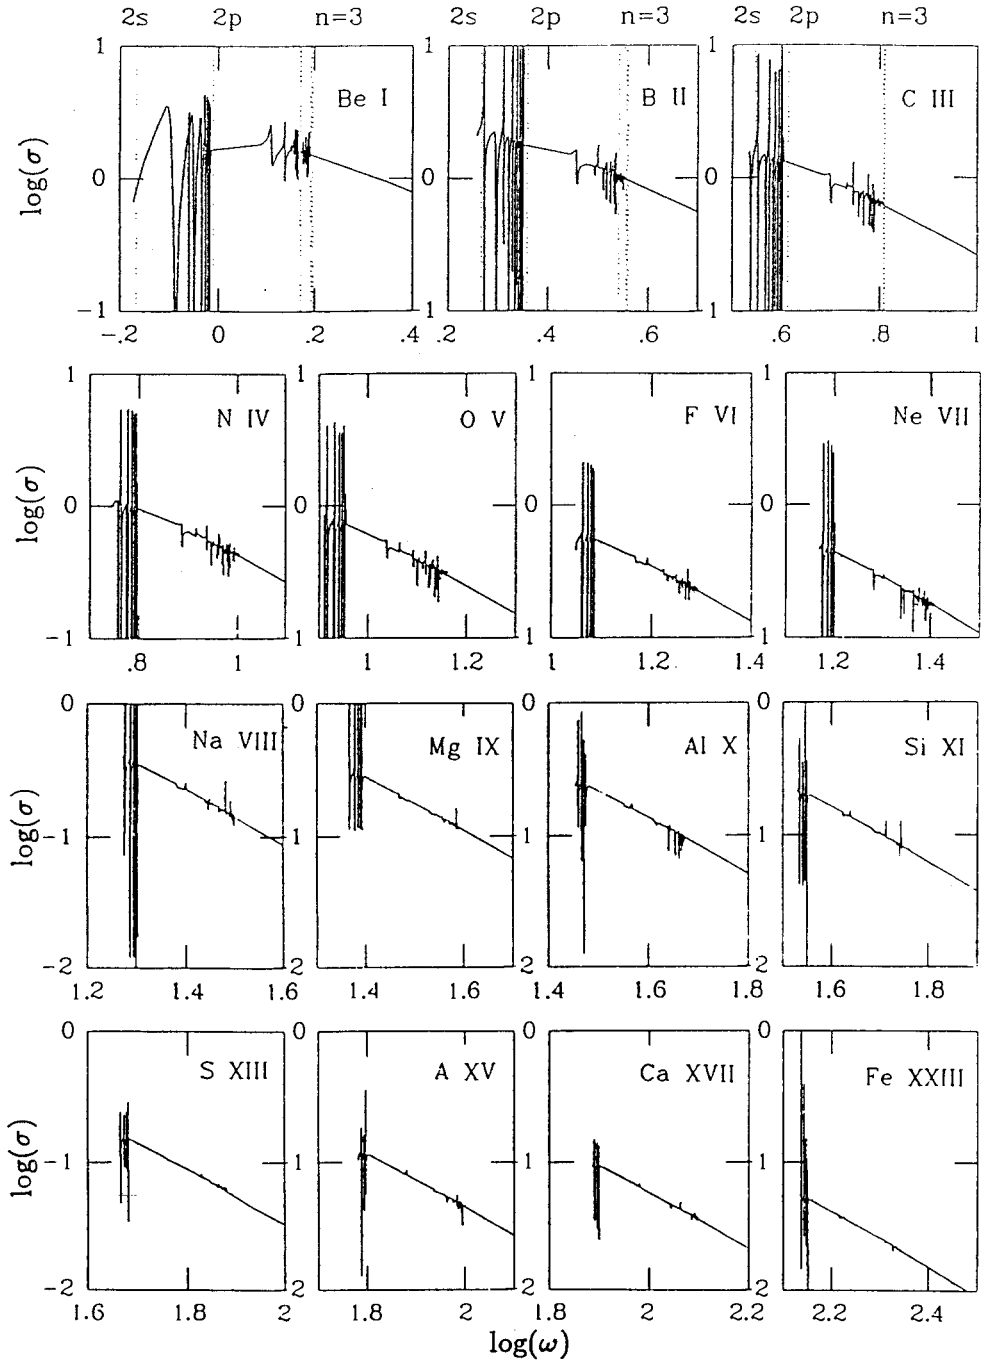 2s 2p n=3 2s 2p n=3 2s 2p n=3
1 1 1
Be I B II C III
log(σ)
0.0 0 0
−1 1 1
−0.2 0 .2 .4 .2 .4 .6 .7 .6 .8 1
1 1 1 1
N IV O V F VI Ne VII
log(σ)
0 0 0 0
−1 1 1 1
.8 1 1 1.2 1 1.2 1.4 1.2 1.4
0 0 0 0
Na VIII Mg IX Al X Si XI
log(σ)
−1 1 1 1
−2 2 2 2
1.2 1.4 1.6 1.4 1.6 1.4 1.6 1.8 1.6 1.8
0 0 0 0
S XIII A XV Ca XVII Fe XXIII
log(σ)
−1 1 1 1
−2 2 2 2
1.6 1.8 2 1.8 2 1.8 2 2.2 2.2 2.4
log(ω)